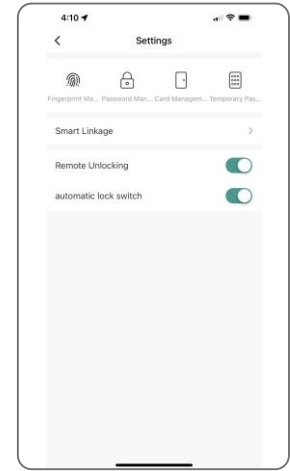 4:10
Settings
Fingerprint Ma... Password Man... Card Managem... Temporary Pas...
Smart Linkage
Remote Unlocking
automatic lock switch